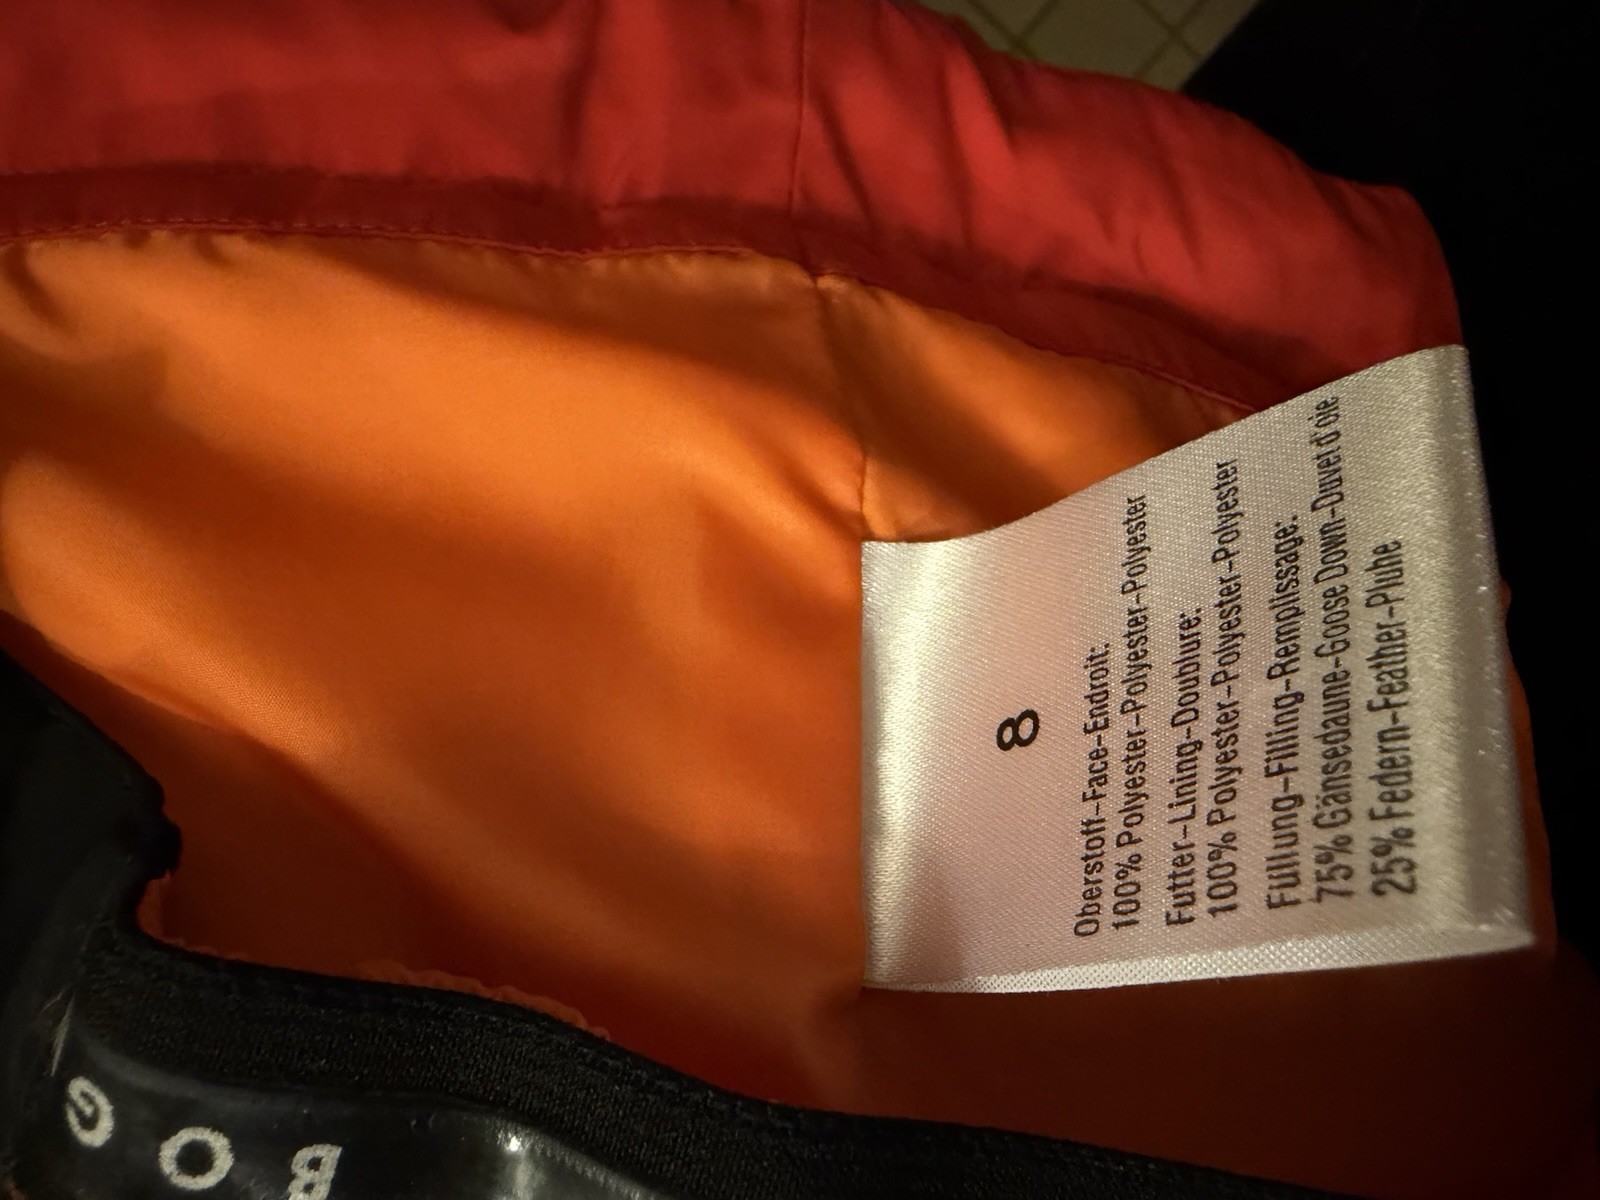 8
Oberstoff-Face-Endroit:
100% Polyester-Polyester-Polyester
Futter-Lining-Doublure:
100% Polyester-Polyester-Polyester
Füllung-Filling-Remplissage:
75% Gänsedaune-Goose Down-Duvet d'oie
25% Federn-Feather-Pluhe
BOG